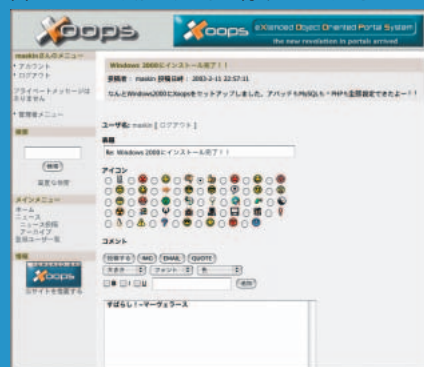 Xoops
Xoops eXtended Object Oriented Portal System
the new revolution in portals arrived
maskinさんのメニュー
アカウント
ログアウト
プライベートメッセージはありません
管理者メニュー
検索
検索
高度な検索
メインメニュー
ホーム
ニュース
ニュース投稿
アーカイブ
登録ユーザ一覧
情報
Xoops
当サイトを推薦する
Windows 2000にインストール完了！！
投稿者： maskin 投稿日時： 2002-2-11 22:57:11
なんとWindows2000にXoopsをセットアップしました。アパッチもMySQLも・PHPも全部設定できたよー！！
ユーザ名: maskin [ ログアウト ]
表題
Re: Windows 2000にインストール完了！！
アイコン
コメント
IMG EMAIL QUOTE
大きさ フォント 色
B I U 追加
すばらし！~マーヴェラース